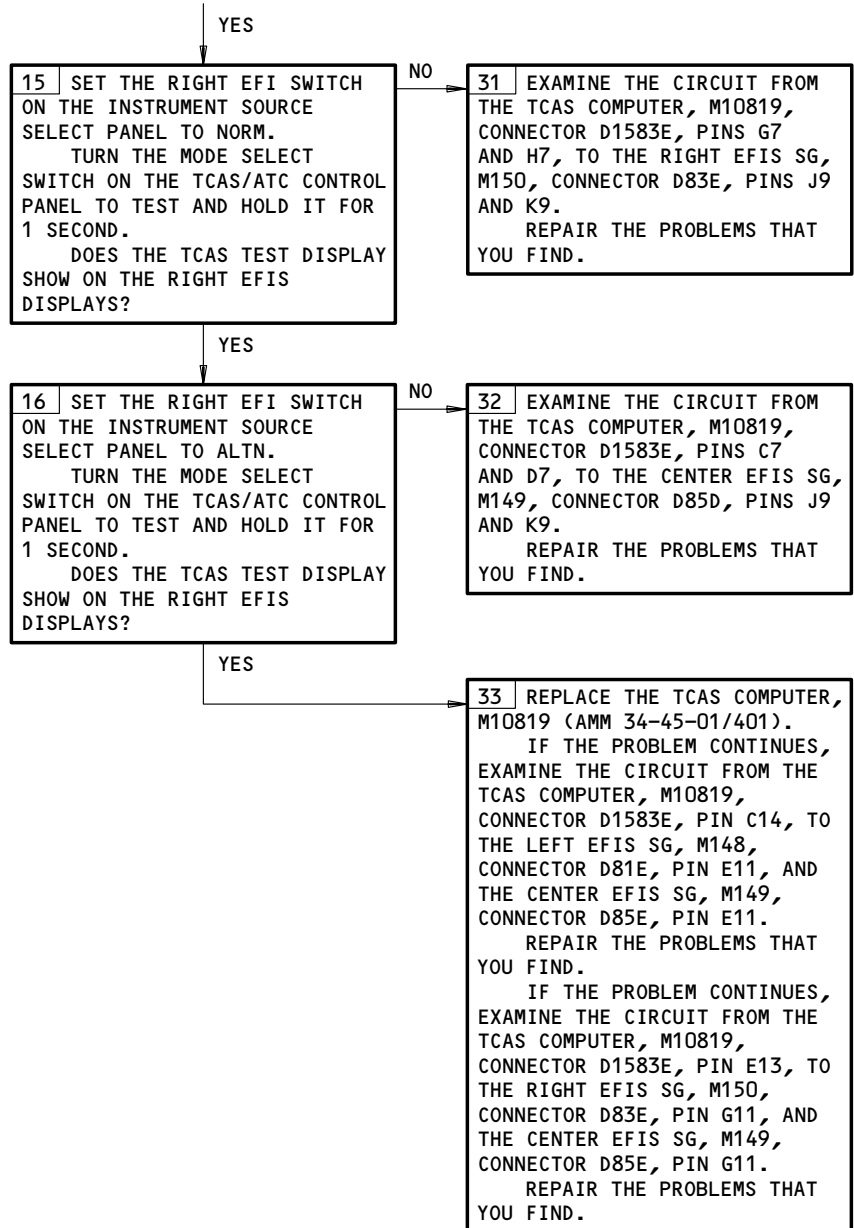 YES
15 SET THE RIGHT EFI SWITCH
ON THE INSTRUMENT SOURCE
SELECT PANEL TO NORM.
TURN THE MODE SELECT
SWITCH ON THE TCAS/ATC CONTROL
PANEL TO TEST AND HOLD IT FOR
1 SECOND.
DOES THE TCAS TEST DISPLAY
SHOW ON THE RIGHT EFIS
DISPLAYS?
NO
31 EXAMINE THE CIRCUIT FROM
THE TCAS COMPUTER, M10819,
CONNECTOR D1583E, PINS G7
AND H7, TO THE RIGHT EFIS SG,
M150, CONNECTOR D83E, PINS J9
AND K9.
REPAIR THE PROBLEMS THAT
YOU FIND.
YES
16 SET THE RIGHT EFI SWITCH
ON THE INSTRUMENT SOURCE
SELECT PANEL TO ALTN.
TURN THE MODE SELECT
SWITCH ON THE TCAS/ATC CONTROL
PANEL TO TEST AND HOLD IT FOR
1 SECOND.
DOES THE TCAS TEST DISPLAY
SHOW ON THE RIGHT EFIS
DISPLAYS?
NO
32 EXAMINE THE CIRCUIT FROM
THE TCAS COMPUTER, M10819,
CONNECTOR D1583E, PINS C7
AND D7, TO THE CENTER EFIS SG,
M149, CONNECTOR D85D, PINS J9
AND K9.
REPAIR THE PROBLEMS THAT
YOU FIND.
YES
33 REPLACE THE TCAS COMPUTER,
M10819 (AMM 34-45-01/401).
IF THE PROBLEM CONTINUES,
EXAMINE THE CIRCUIT FROM THE
TCAS COMPUTER, M10819,
CONNECTOR D1583E, PIN C14, TO
THE LEFT EFIS SG, M148,
CONNECTOR D81E, PIN E11, AND
THE CENTER EFIS SG, M149,
CONNECTOR D85E, PIN E11.
REPAIR THE PROBLEMS THAT
YOU FIND.
IF THE PROBLEM CONTINUES,
EXAMINE THE CIRCUIT FROM THE
TCAS COMPUTER, M10819,
CONNECTOR D1583E, PIN E13, TO
THE RIGHT EFIS SG, M150,
CONNECTOR D83E, PIN G11, AND
THE CENTER EFIS SG, M149,
CONNECTOR D85E, PIN G11.
REPAIR THE PROBLEMS THAT
YOU FIND.